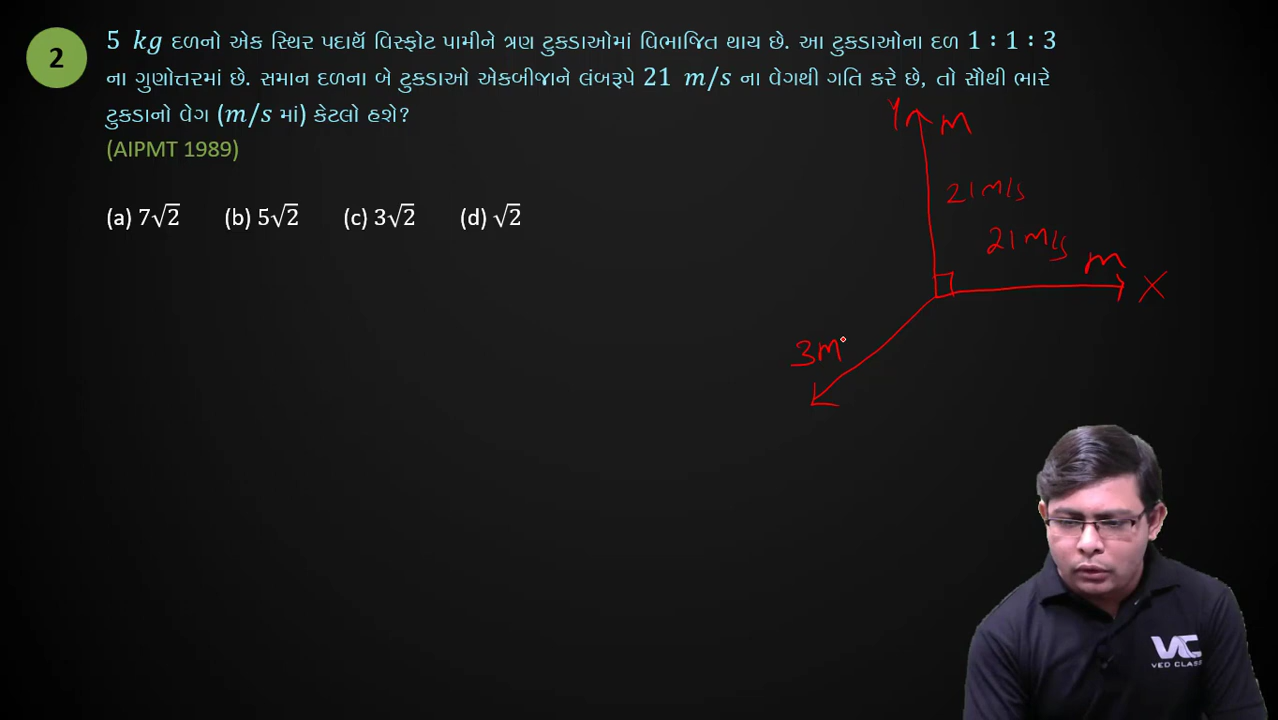 2
5 kg દળનો એક સ્થિર પદાર્થ વિસ્ફોટ પામીને ત્રણ ટુકડાઓમાં વિભાજિત થાય છે. આ ટુકડાઓના દળ 1 : 1 : 3
ના ગુણોત્તરમાં છે. સમાન દળના બે ટુકડાઓ એકબીજાને લંબરૂપે 21 m/s ના વેગથી ગતિ કરે છે, તો સૌથી ભારે
ટુકડાનો વેગ (m/s માં) કેટલો હશે?
(AIPMT 1989)
(a) 7√2 (b) 5√2 (c) 3√2 (d) √2
Y M
21 m/s
21 m/s
m
X
3M
VC
VED CLASS